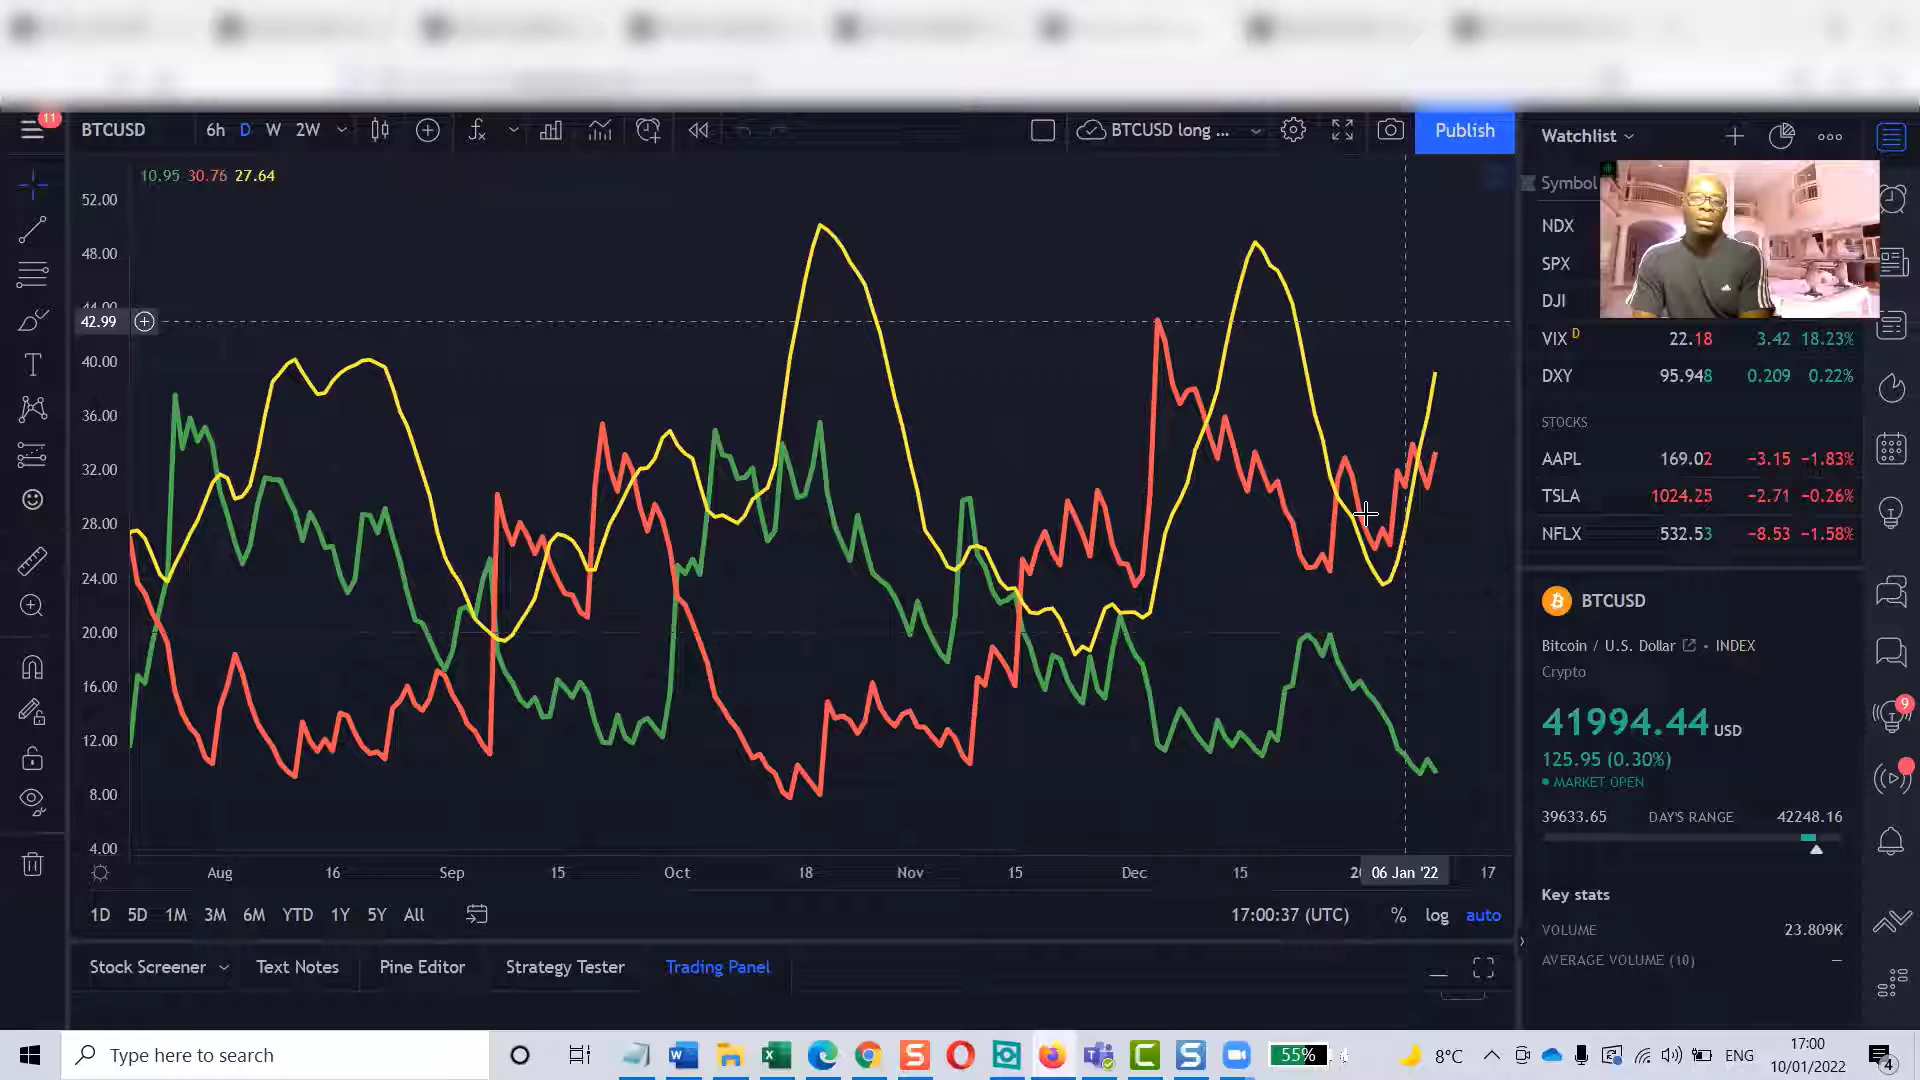 11
BTCUSD 6h D W 2W BTCUSD long ... Publish Watchlist
10.95 30.76 27.64
Symbol
52.00
48.00
44.00
42.99
40.00
36.00
32.00
28.00
24.00
20.00
16.00
12.00
8.00
4.00
NDX
SPX
DJI
VIX D 22.18 3.42 18.23%
DXY 95.948 0.209 0.22%
STOCKS
AAPL 169.02 −3.15 −1.83%
TSLA 1024.25 −2.71 −0.26%
NFLX 532.53 −8.53 −1.58%
BTCUSD
Bitcoin / U.S. Dollar • INDEX
Crypto
41994.44 USD
125.95 (0.30%)
MARKET OPEN
39633.65 DAY'S RANGE 42248.16
Key stats
VOLUME 23.809K
AVERAGE VOLUME (10) —
9
Aug 16 Sep 15 Oct 18 Nov 15 Dec 15 06 Jan '22 17
1D 5D 1M 3M 6M YTD 1Y 5Y All 17:00:37 (UTC) % log auto
Stock Screener Text Notes Pine Editor Strategy Tester Trading Panel
Type here to search 55% 8°C ENG 17:00
10/01/2022
4